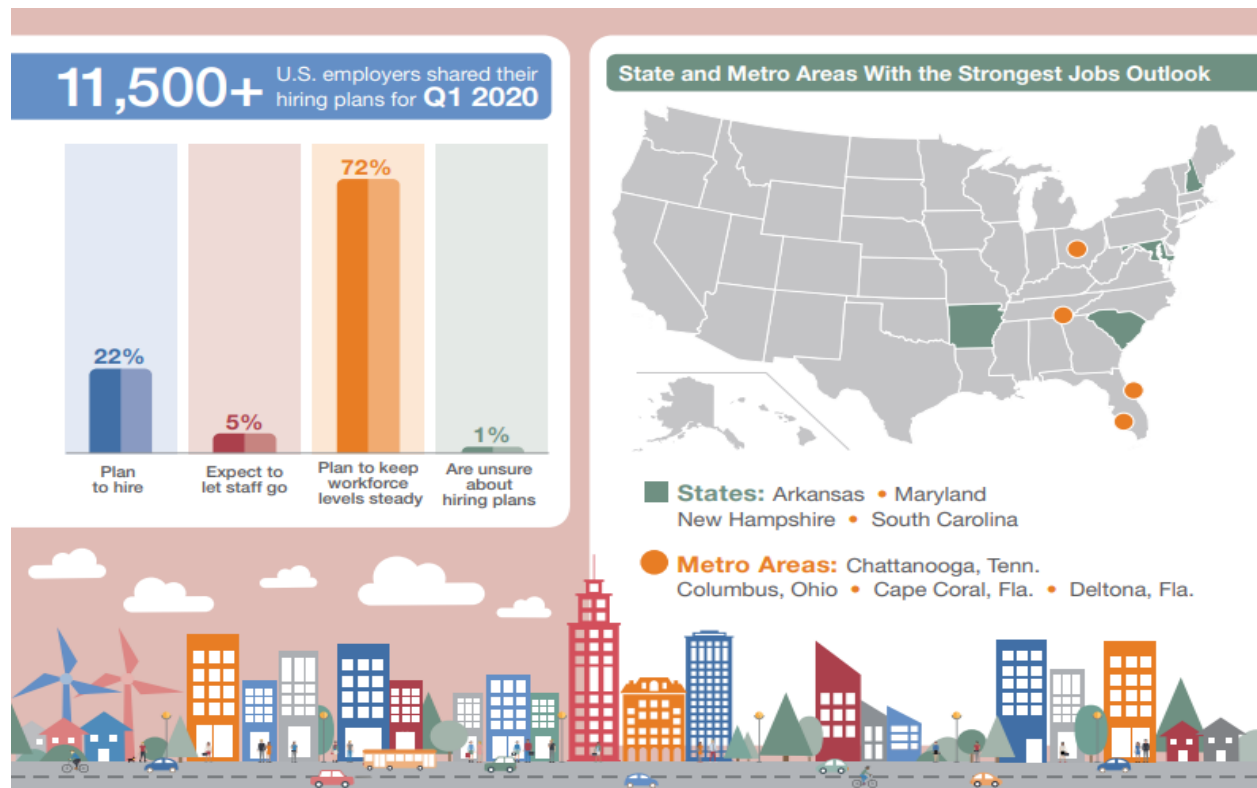 11,500+
U.S. employers shared their
hiring plans for Q1 2020
72%
22%
5%
1%
Plan
to hire
Expect to
let staff go
Plan to keep
workforce
levels steady
Are unsure
about
hiring plans
State and Metro Areas With the Strongest Jobs Outlook
States: Arkansas • Maryland
New Hampshire • South Carolina
Metro Areas: Chattanooga, Tenn.
Columbus, Ohio • Cape Coral, Fla. • Deltona, Fla.